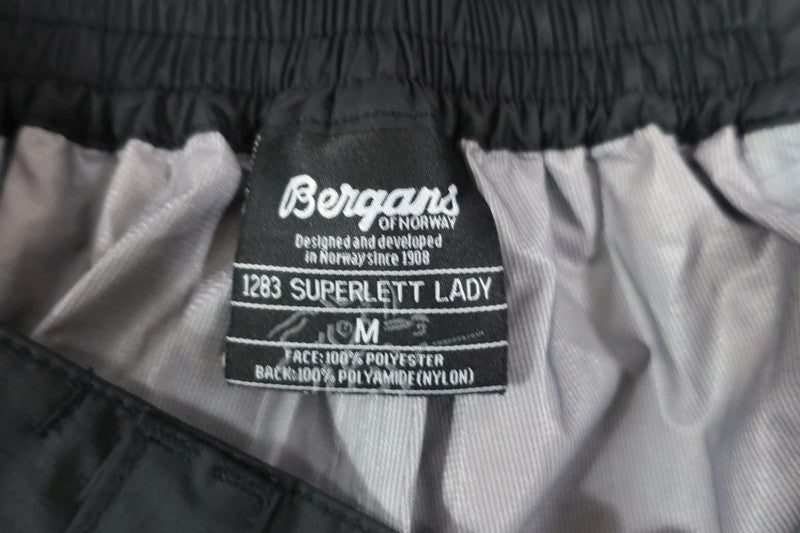 Bergans
OF NORWAY
Designed and developed
in Norway since 1908
1283 SUPERLETT LADY
M
FACE:100% POLYESTER
BACK:100% POLYAMIDE(NYLON)